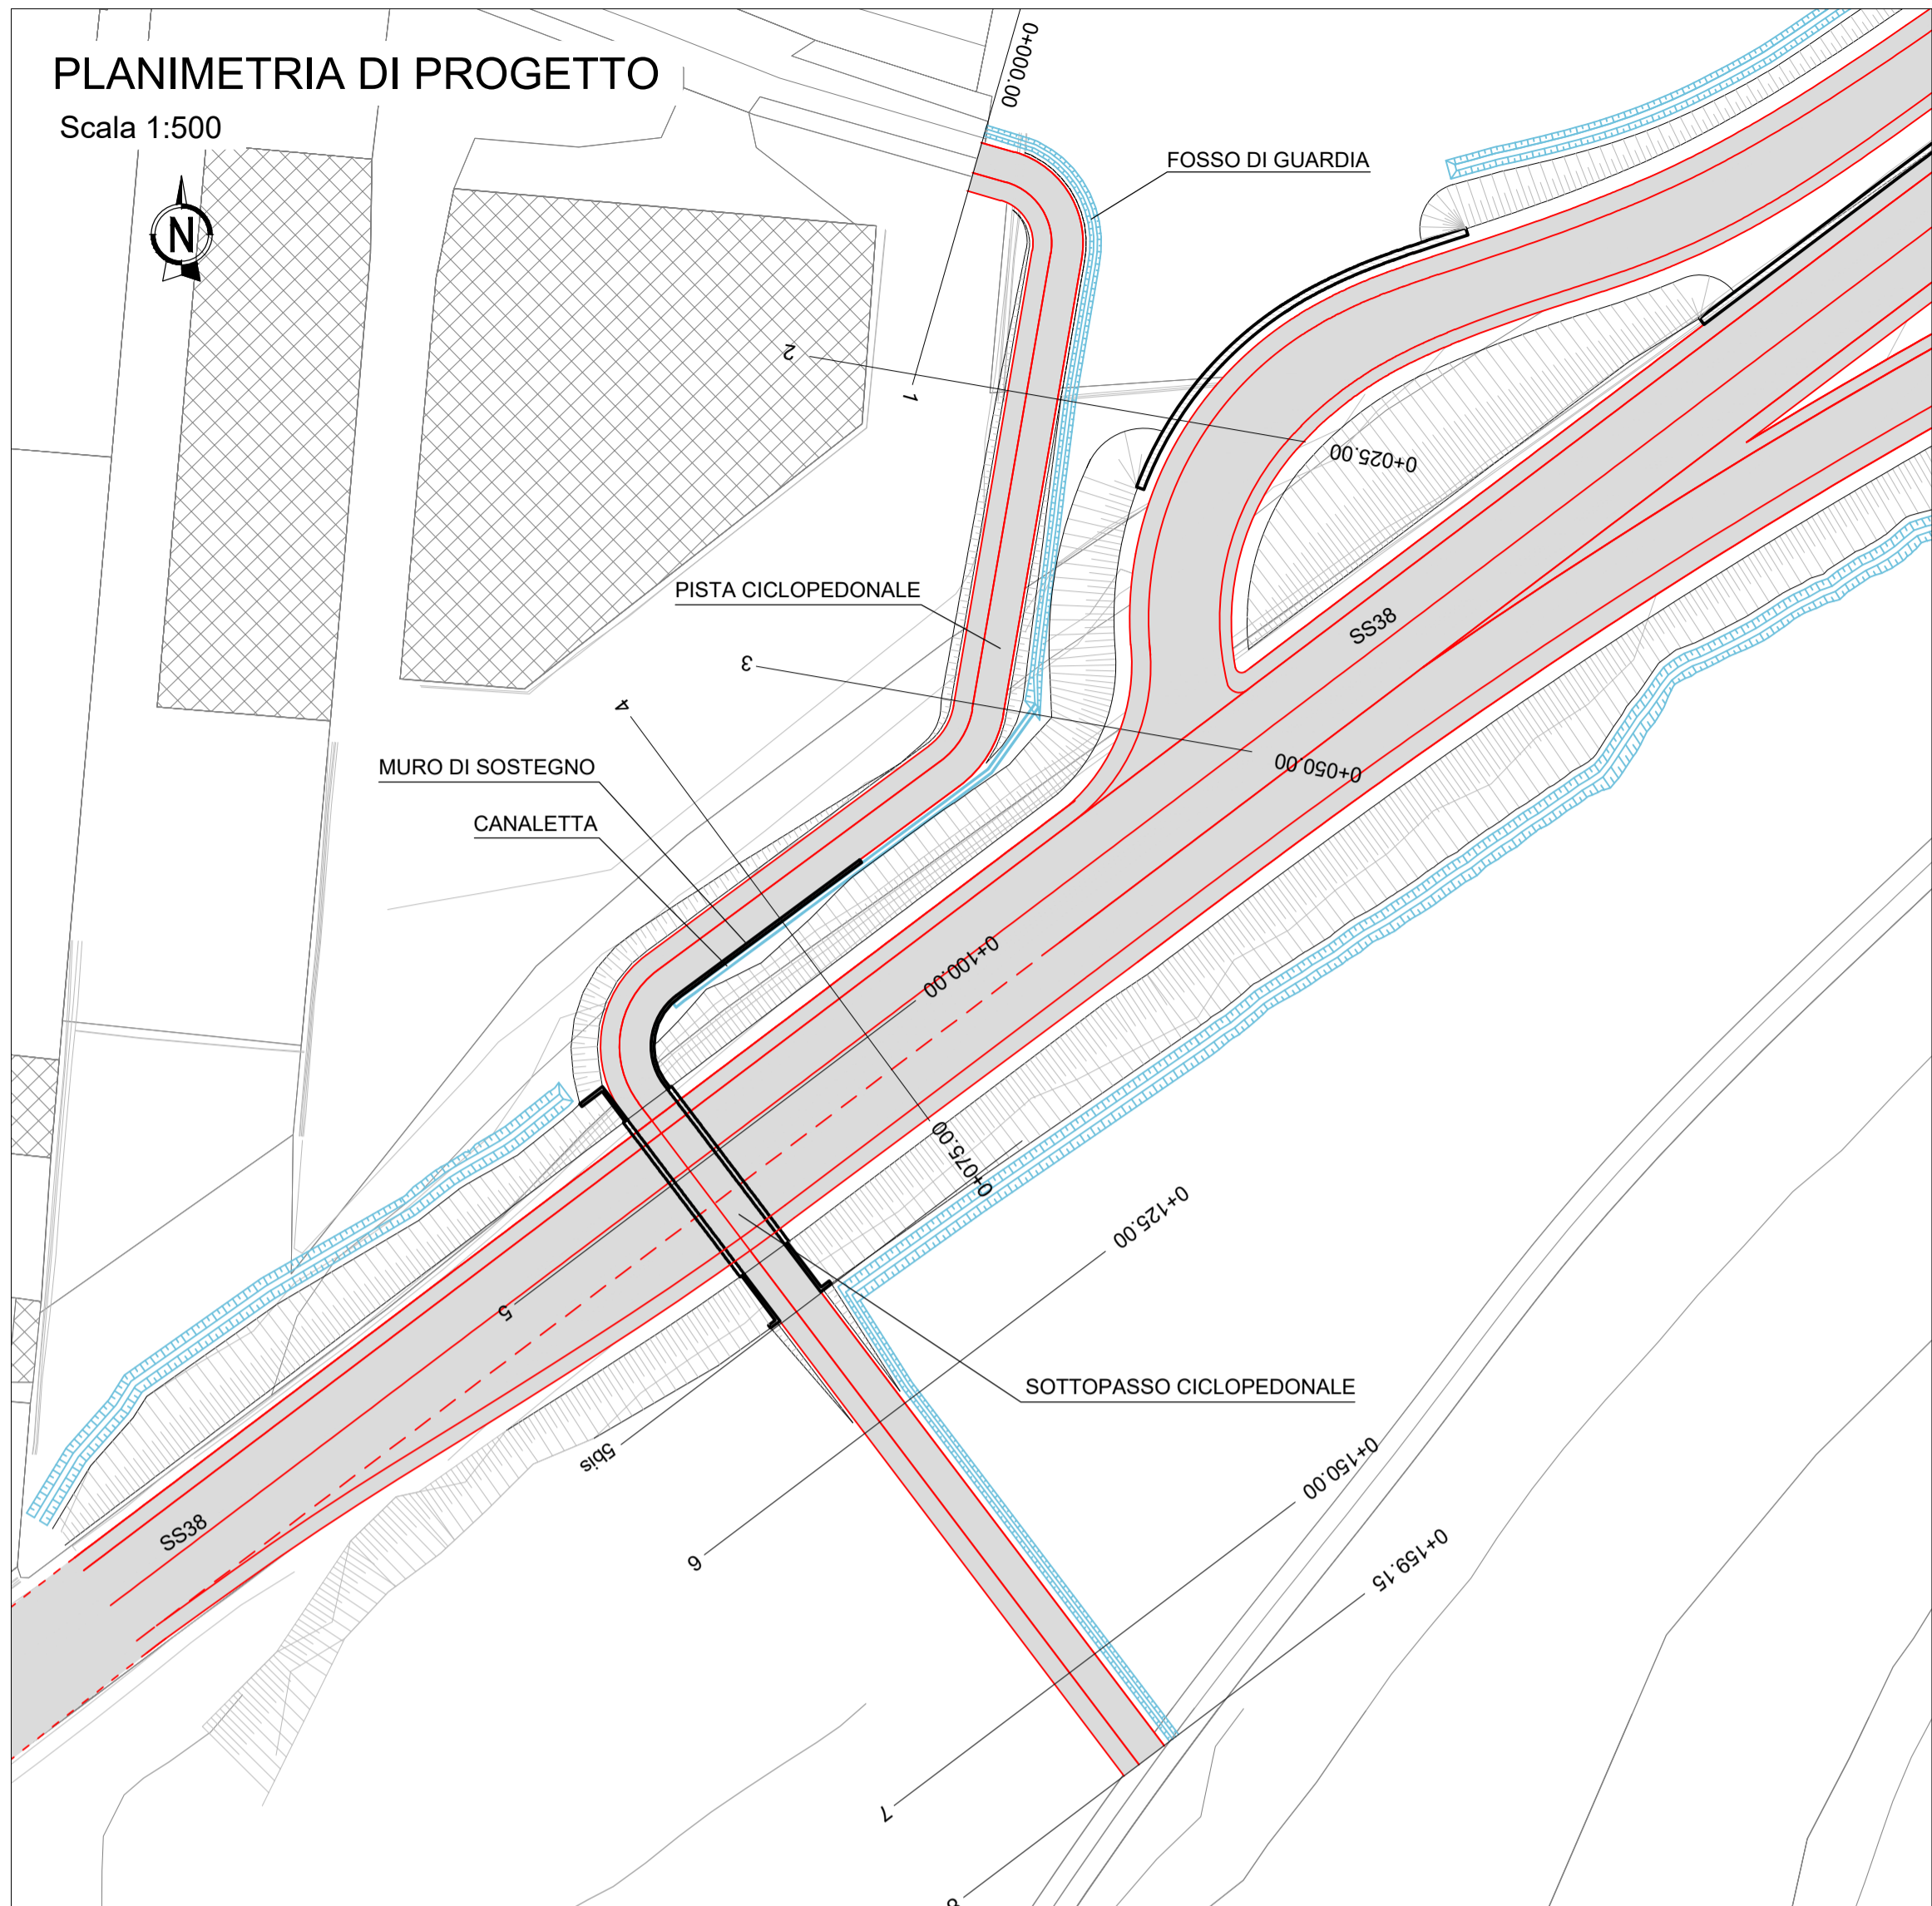 PLANIMETRIA DI PROGETTO
Scala 1:500
N
0+000.00
FOSSO DI GUARDIA
2
1
0+025.00
PISTA CICLOPEDONALE
SS38
3
4
0+050.00
MURO DI SOSTEGNO
CANALETTA
0+100.00
0+075.00
0+125.00
5
SOTTOPASSO CICLOPEDONALE
5bis
0+150.00
SS38
6
0+159.15
7
8